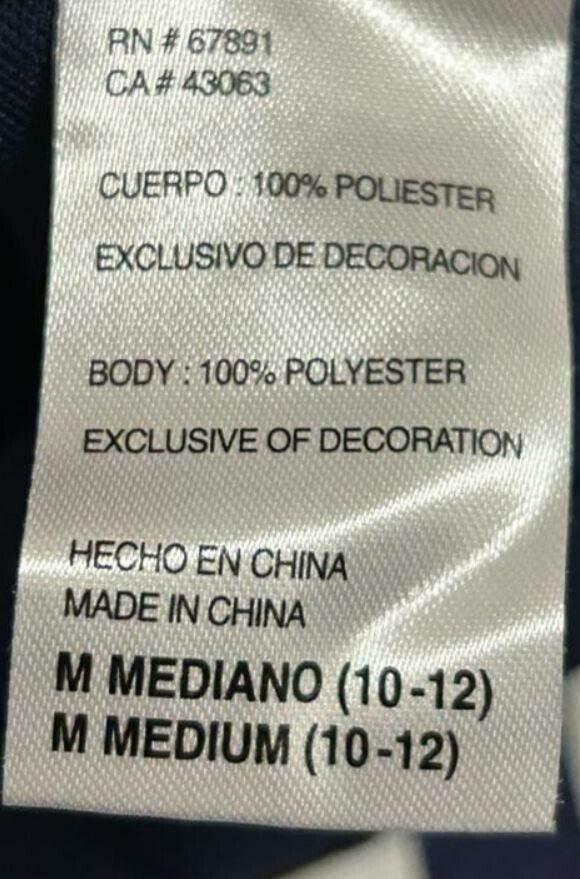 RN # 67891
CA # 43063
CUERPO : 100% POLIESTER
EXCLUSIVO DE DECORACION
BODY : 100% POLYESTER
EXCLUSIVE OF DECORATION
HECHO EN CHINA
MADE IN CHINA
M MEDIANO (10-12)
M MEDIUM (10-12)